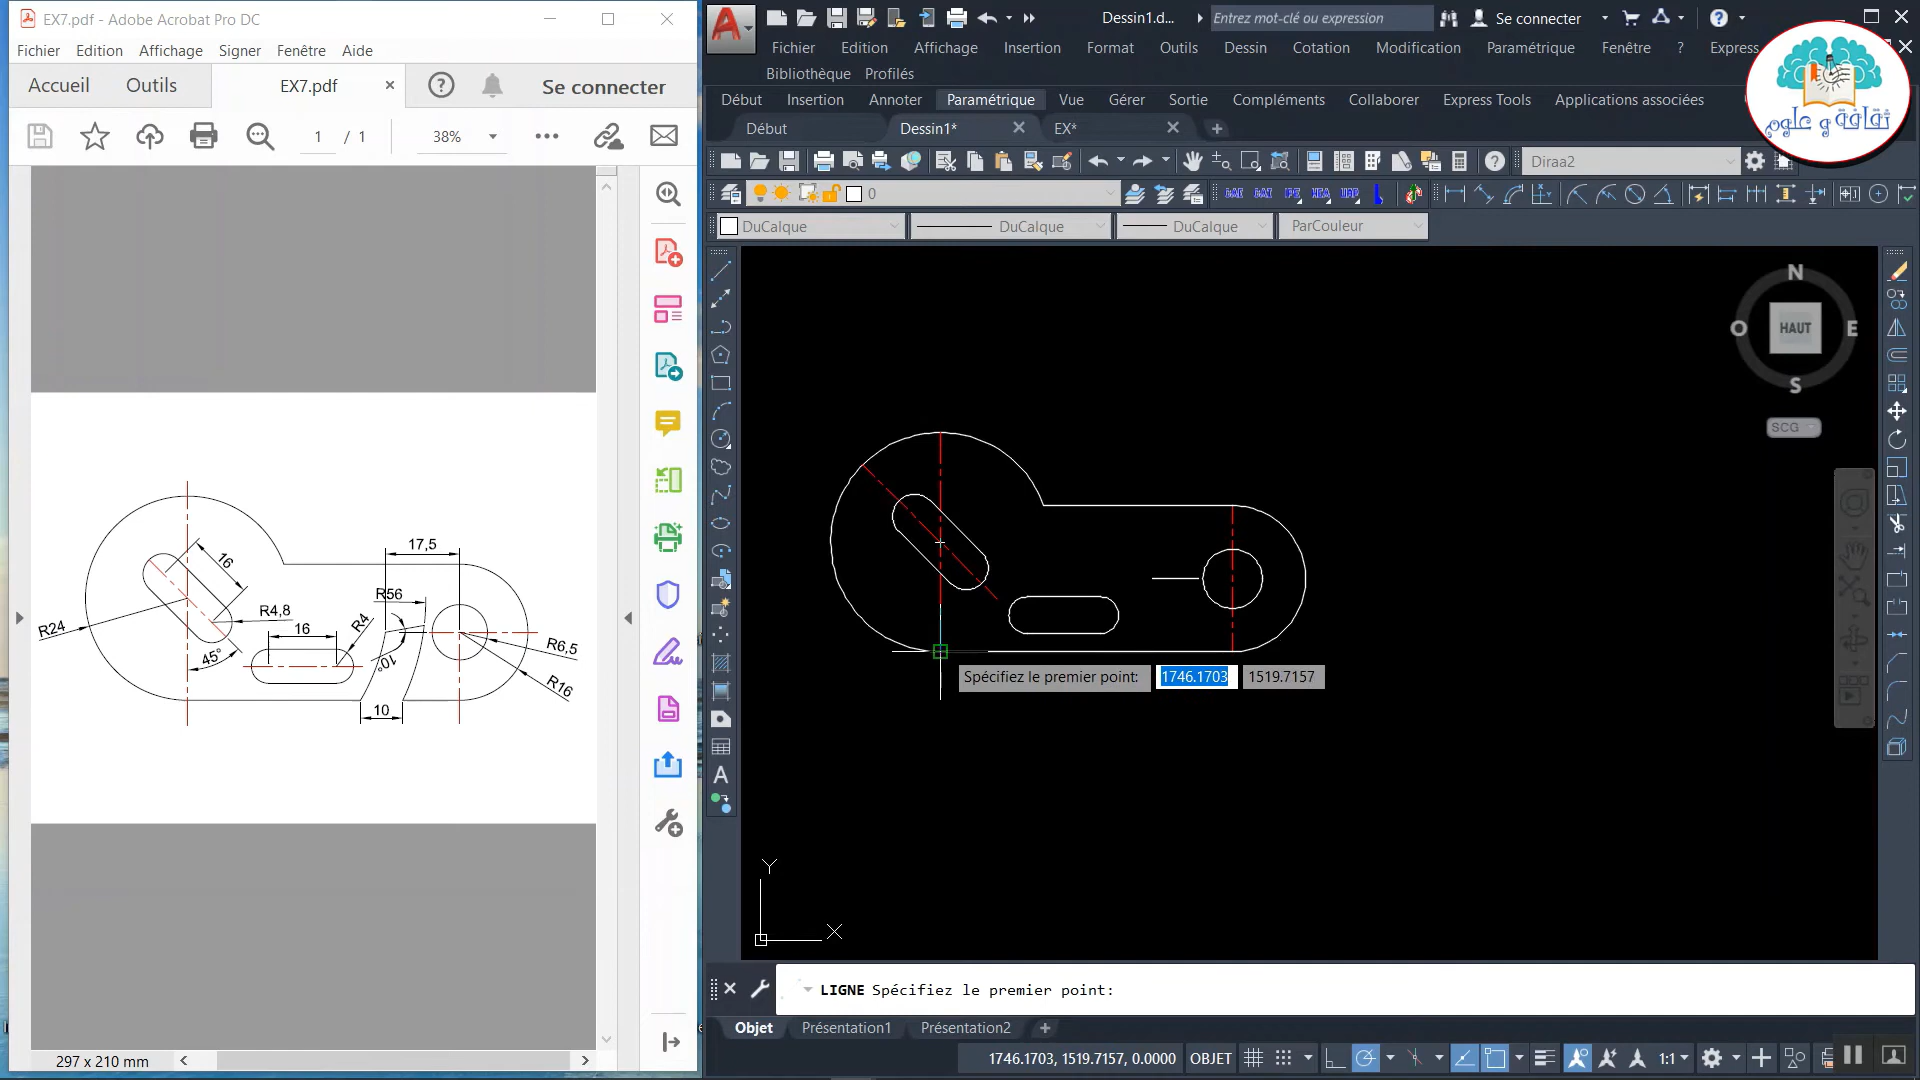 EX7.pdf - Adobe Acrobat Pro DC
Fichier Edition Affichage Signer Fenêtre Aide
Accueil Outils EX7.pdf Se connecter
1 / 1 38%
17,5
16
R56
R4,8
16
R4
R24
R6,5
45°
10°
R16
10
297 x 210 mm
Dessin1.d... Entrez mot-clé ou expression Se connecter
Fichier Edition Affichage Insertion Format Outils Dessin Cotation Modification Paramétrique Fenêtre ? Express
Bibliothèque Profilés
Début Insertion Annoter Paramétrique Vue Gérer Sortie Compléments Collaborer Express Tools Applications associées
Début Dessin1* EX*
Diraa2
0
DuCalque DuCalque DuCalque ParCouleur
N
O HAUT E
S
SCG
Spécifiez le premier point: 1746.1703 1519.7157
Y
X
LIGNE Spécifiez le premier point:
Objet Présentation1 Présentation2
1746.1703, 1519.7157, 0.0000 OBJET 1:1